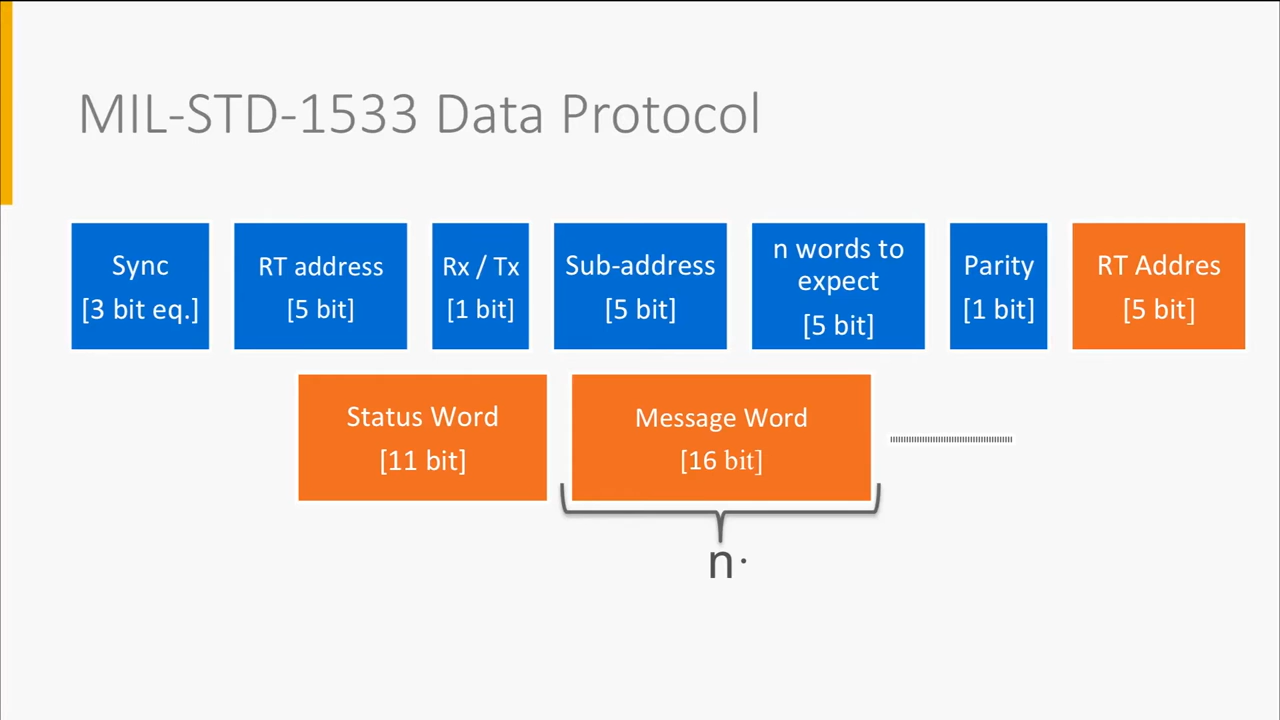 MIL-STD-1533 Data Protocol
Sync
[3 bit eq.]
RT address
[5 bit]
Rx / Tx
[1 bit]
Sub-address
[5 bit]
n words to
expect
[5 bit]
Parity
[1 bit]
RT Addres
[5 bit]
Status Word
[11 bit]
Message Word
[16 bit]
n·